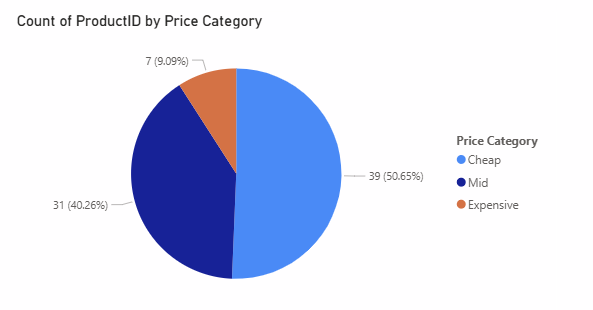 Count of ProductID by Price Category
7 (9.09%)
39 (50.65%)
31 (40.26%)
Price Category
Cheap
Mid
Expensive